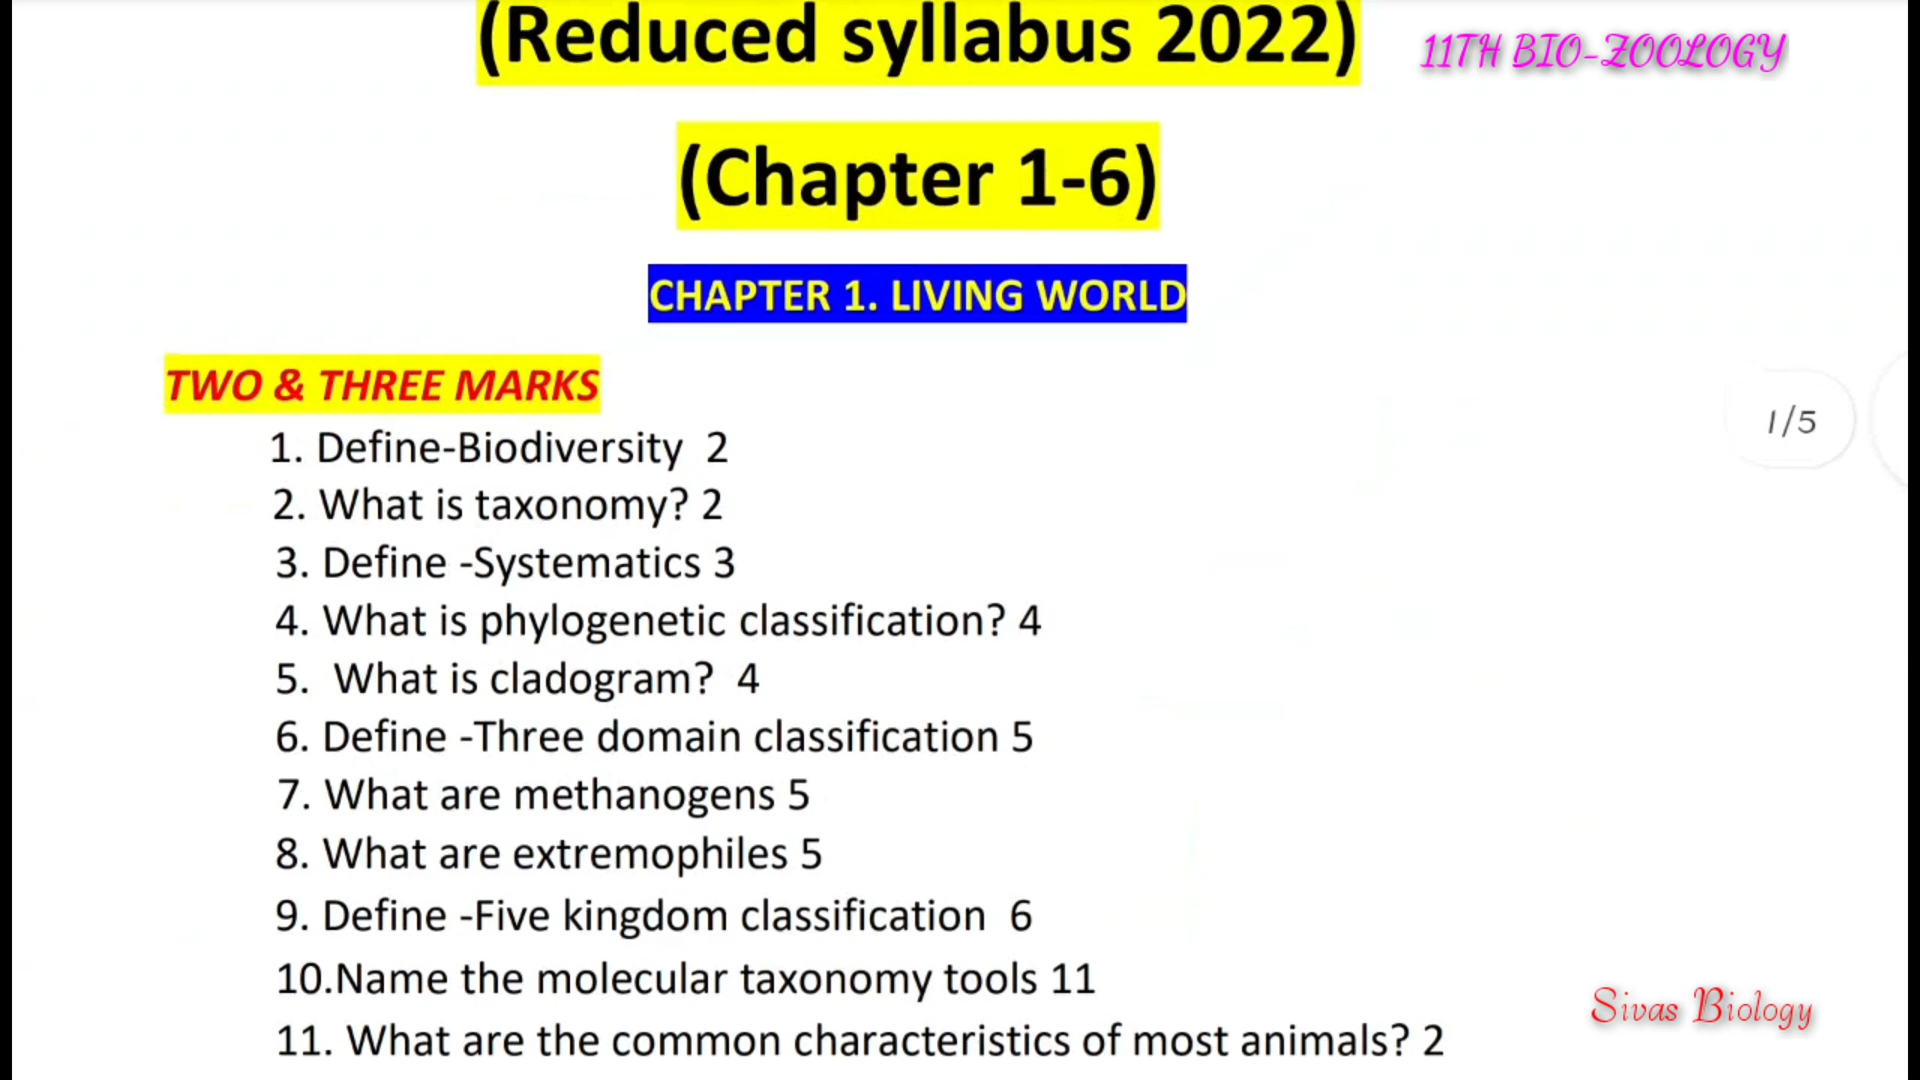 (Reduced syllabus 2022)
11TH BIO-ZOOLOGY
(Chapter 1-6)
CHAPTER 1. LIVING WORLD
TWO & THREE MARKS
1/5
1. Define-Biodiversity 2
2. What is taxonomy? 2
3. Define -Systematics 3
4. What is phylogenetic classification? 4
5. What is cladogram? 4
6. Define -Three domain classification 5
7. What are methanogens 5
8. What are extremophiles 5
9. Define -Five kingdom classification 6
10.Name the molecular taxonomy tools 11
11. What are the common characteristics of most animals? 2
Sivas Biology